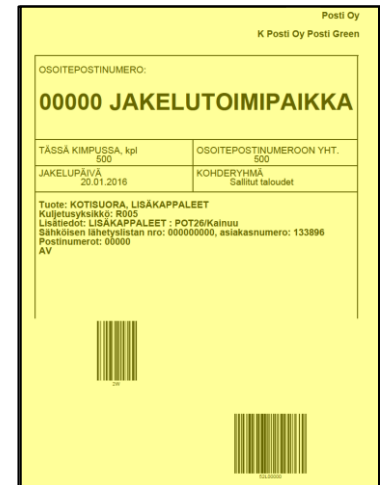 Posti Oy
K Posti Oy Posti Green
OSOITEPOSTINUMERO:
00000 JAKELUTOIMIPAIKKA
TÄSSÄ KIMPUSSA, kpl
500
OSOITEPOSTINUMEROON YHT.
500
JAKELUPÄIVÄ
20.01.2016
KOHDERYHMÄ
Sallitut taloudet
Tuote: KOTISUORA, LISÄKAPPALEET
Kuljetusyksikkö: R005
Lisätiedot: LISÄKAPPALEET : POT26/Kainuu
Sähköisen lähetyslistan nro: 000000000, asiakasnumero: 133896
Postinumerot: 00000
AV